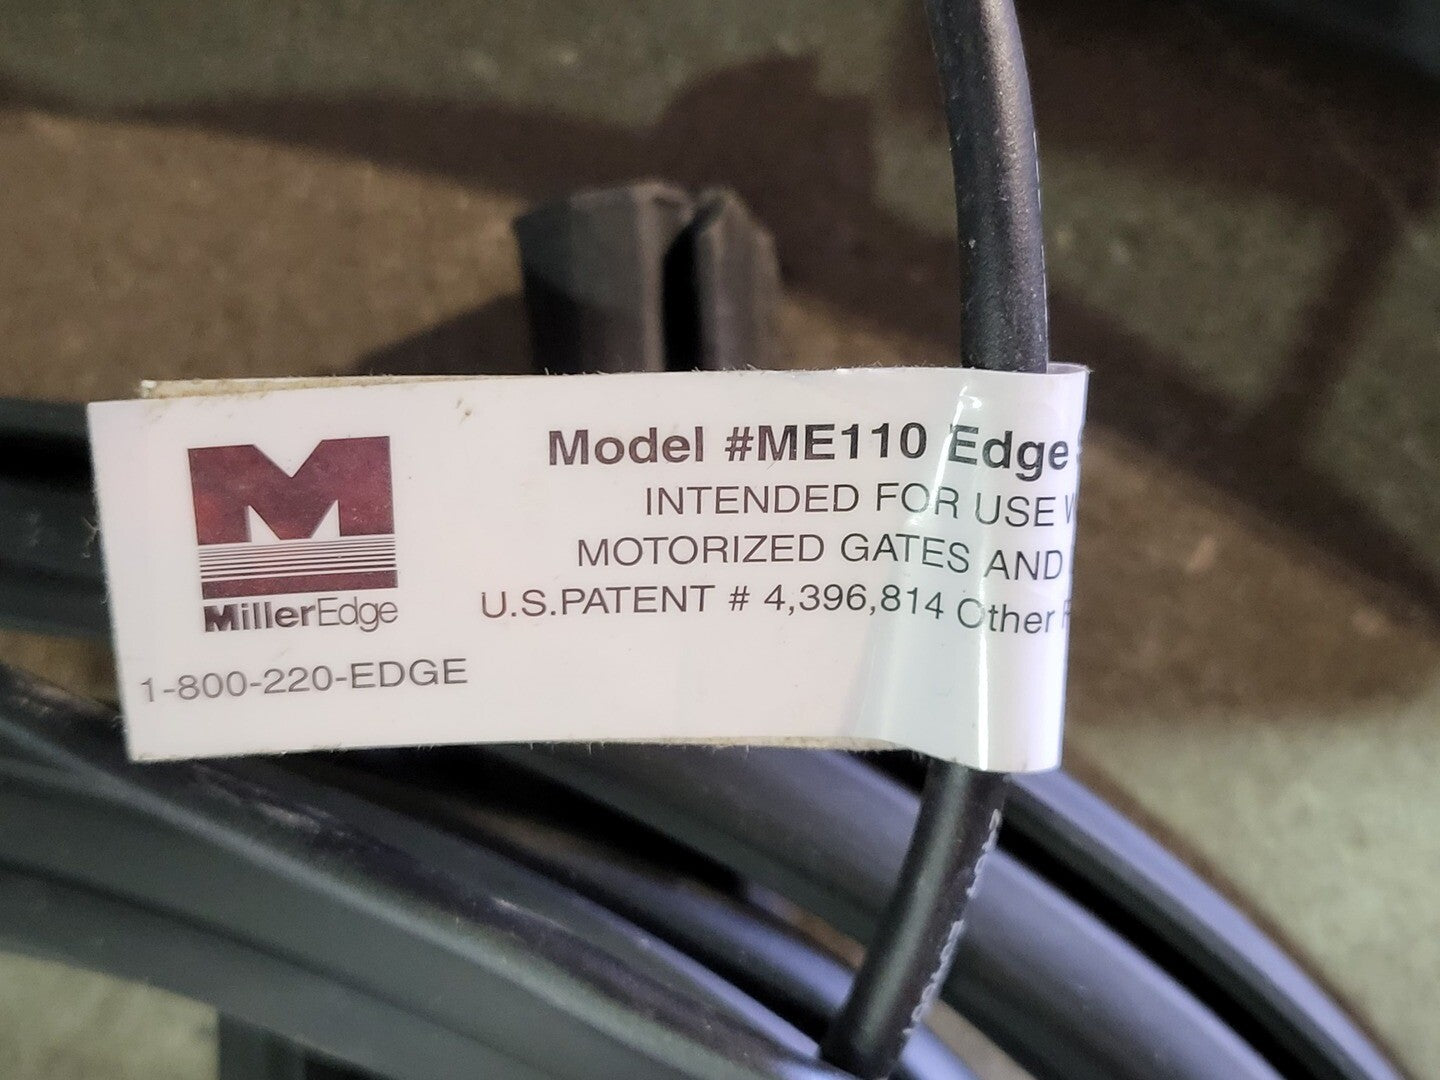 Model #ME110 Edge
INTENDED FOR USE
MOTORIZED GATES AND
U.S.PATENT # 4,396,814 Other
M
MillerEdge
1-800-220-EDGE